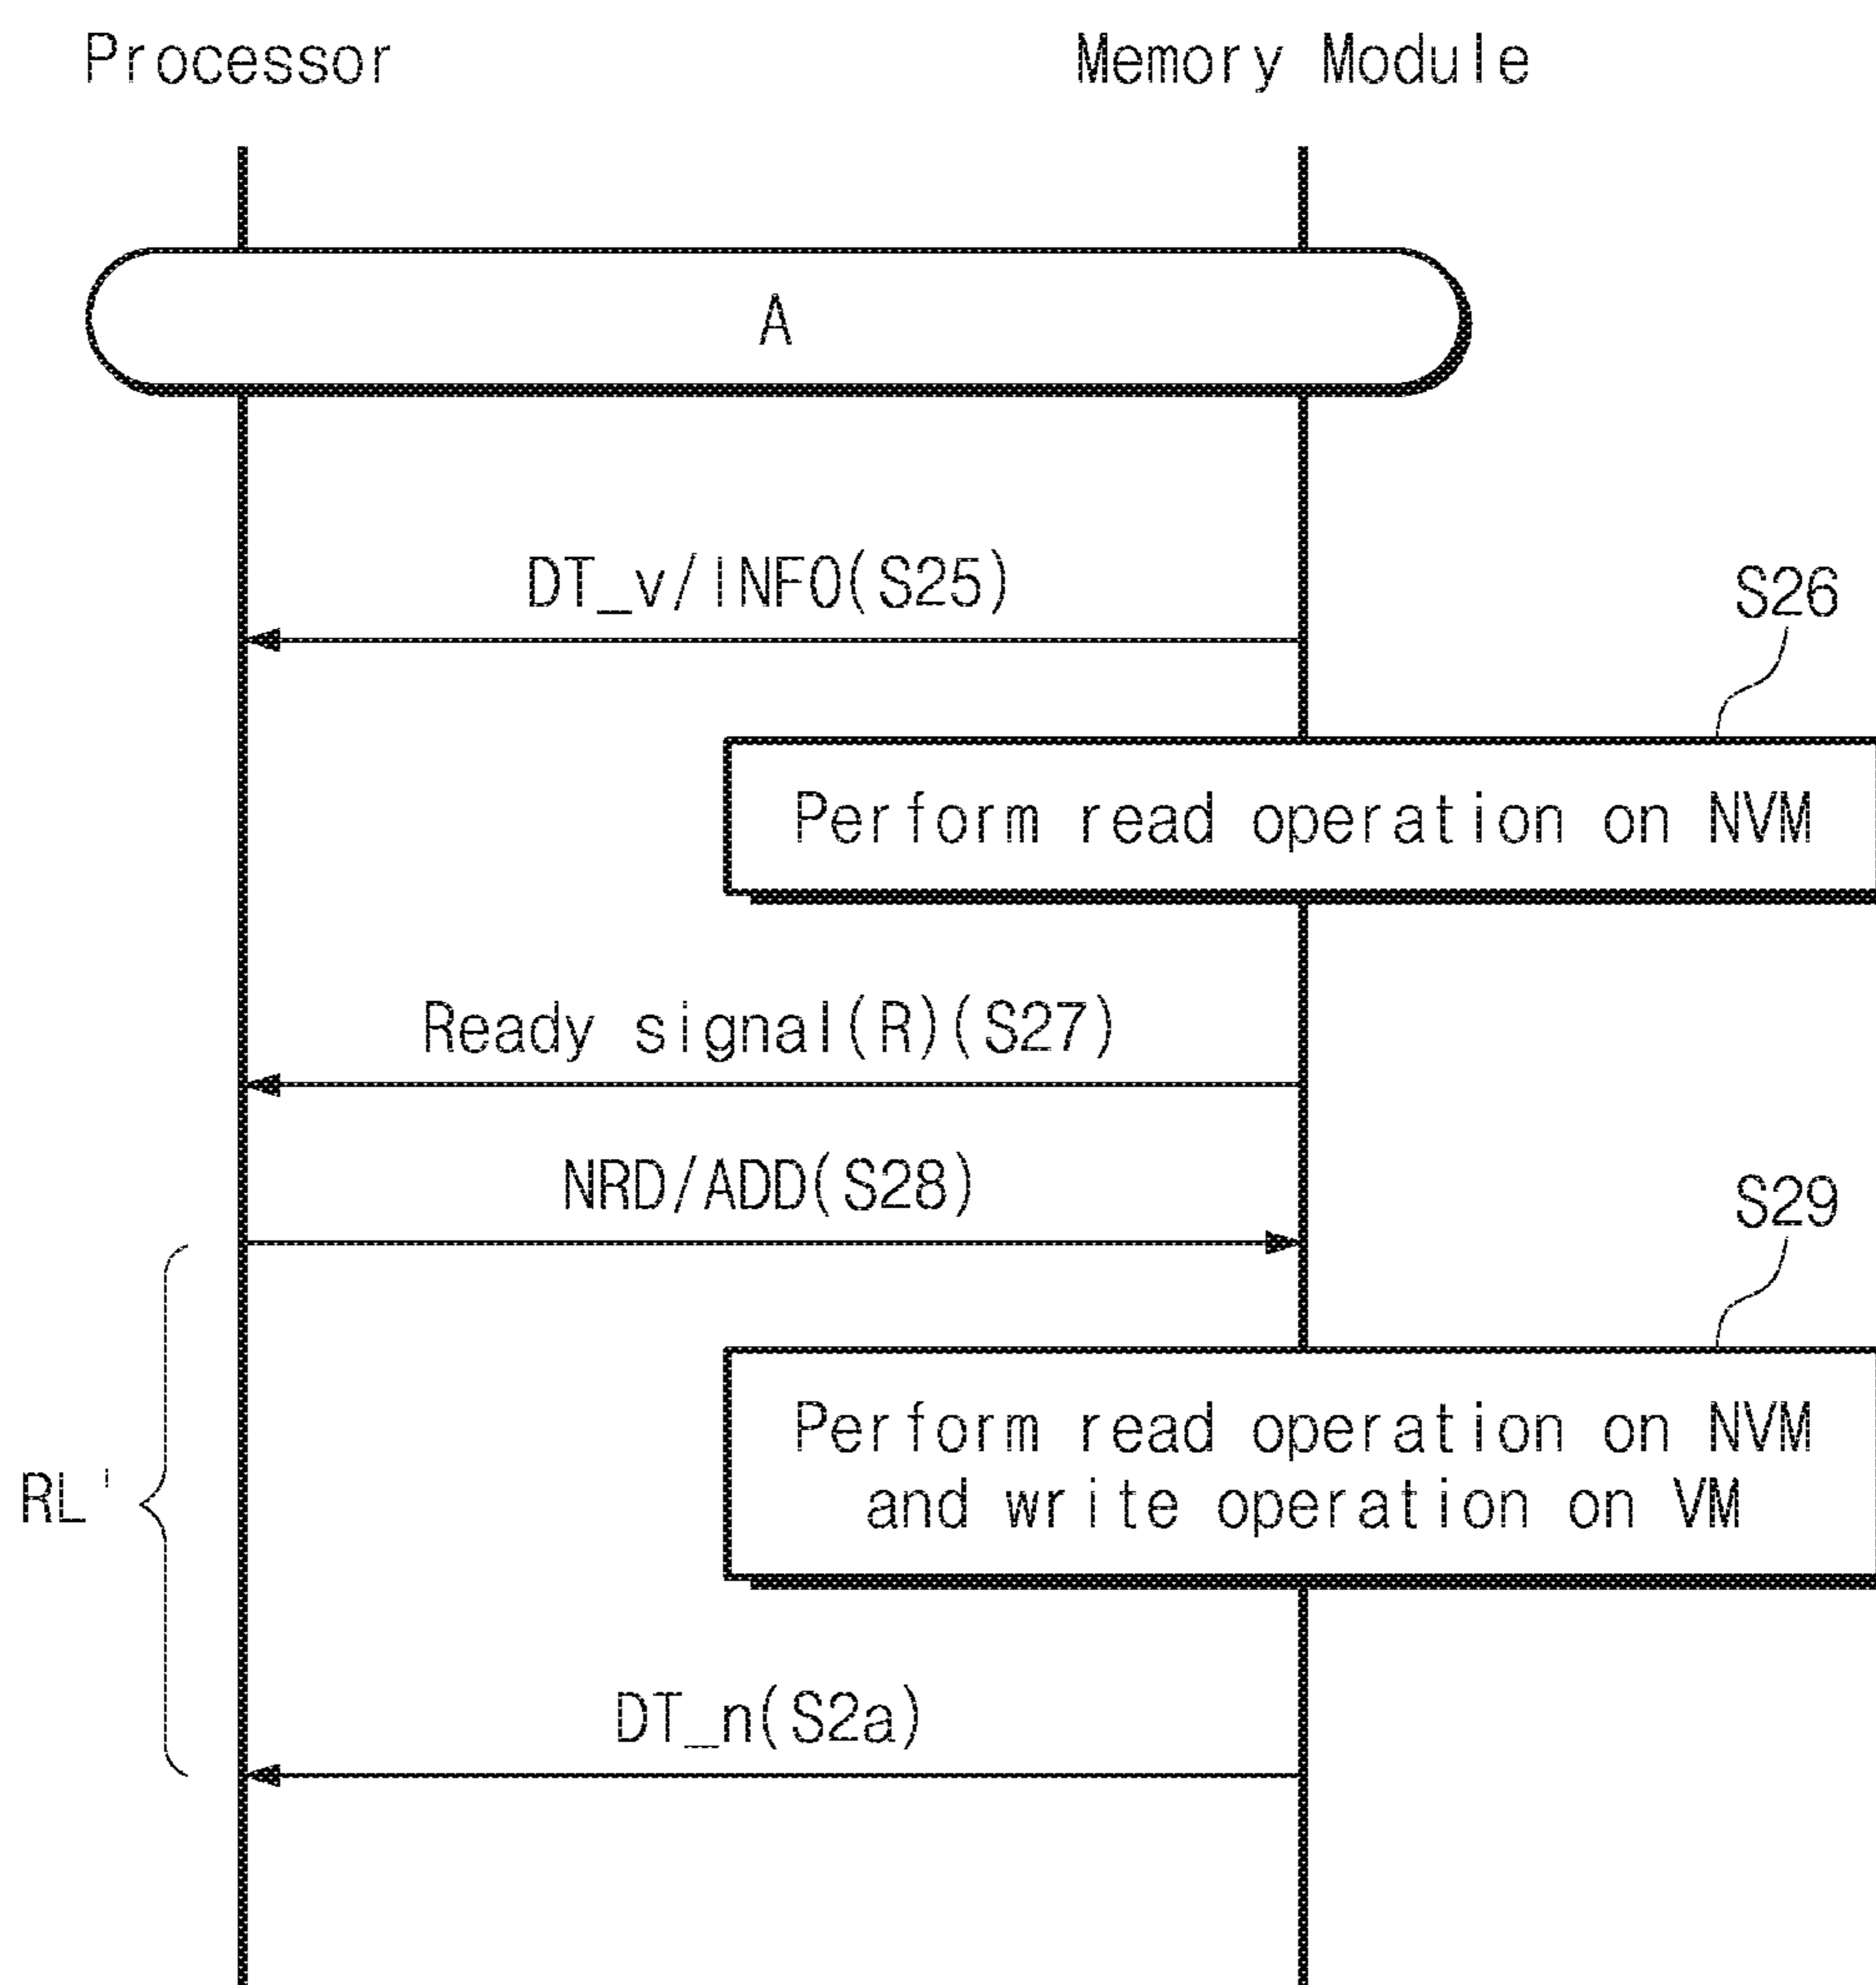 Processor
Memory Module
A
DT_v/INFO(S25)
S26
Perform read operation on NVM
Ready signal(R)(S27)
NRD/ADD(S28)
S29
Perform read operation on NVM
and write operation on VM
RL'
DT_n(S2a)